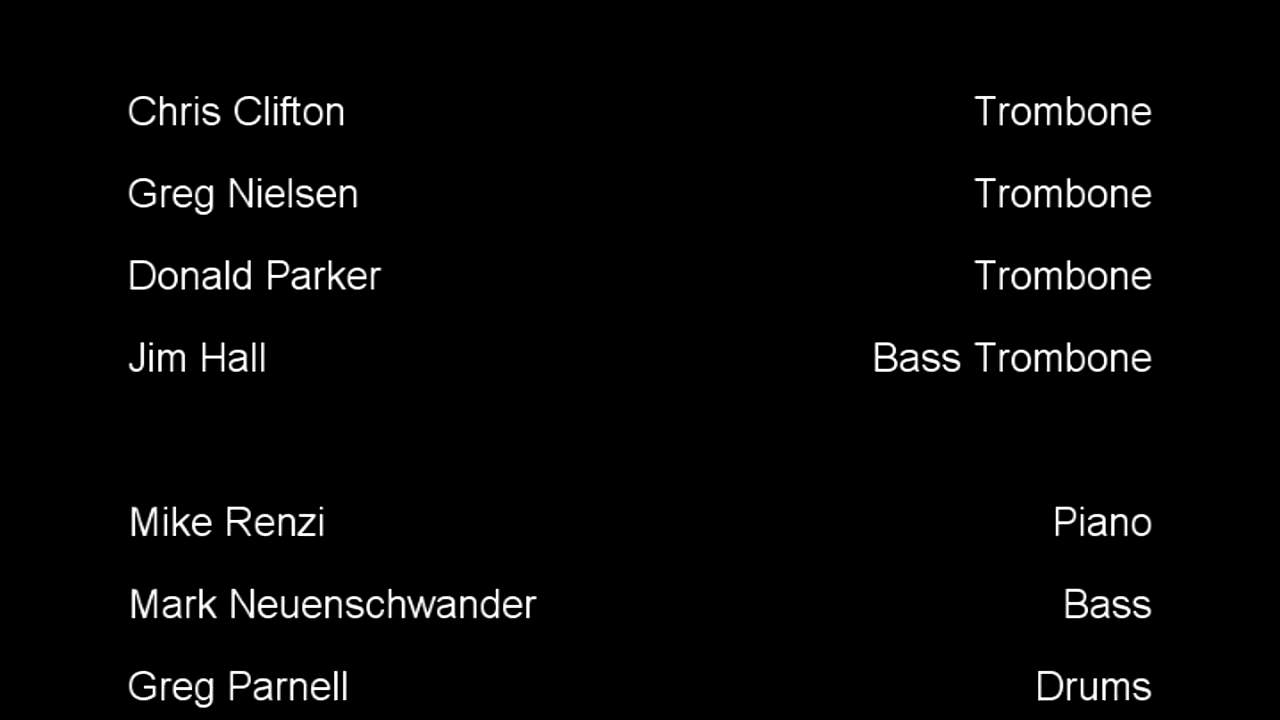 Chris Clifton Trombone
Greg Nielsen Trombone
Donald Parker Trombone
Jim Hall Bass Trombone
Mike Renzi Piano
Mark Neuenschwander Bass
Greg Parnell Drums